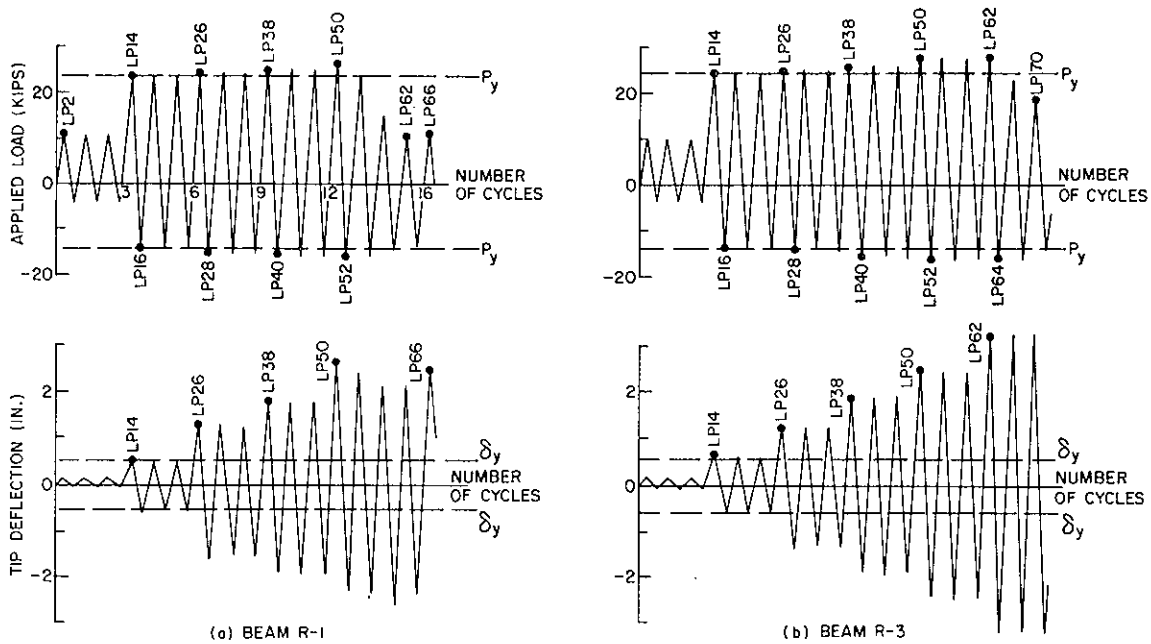 LP2
LP14
LP26
LP38
LP50
LP62
LP66
Py
20
0
-20
APPLIED LOAD (KIPS)
3
6
9
12
16
NUMBER
OF CYCLES
Py
LP16
LP28
LP40
LP52
LP14
LP26
LP38
LP50
LP62
LP70
Py
20
0
-20
NUMBER
OF CYCLES
Py
LP16
LP28
LP40
LP52
LP64
LP14
LP26
LP38
LP50
LP66
2
0
-2
TIP DEFLECTION (IN.)
δy
NUMBER
OF CYCLES
δy
(a) BEAM R-1
LP14
LP26
LP38
LP50
LP62
2
0
-2
δy
NUMBER
OF CYCLES
δy
(b) BEAM R-3